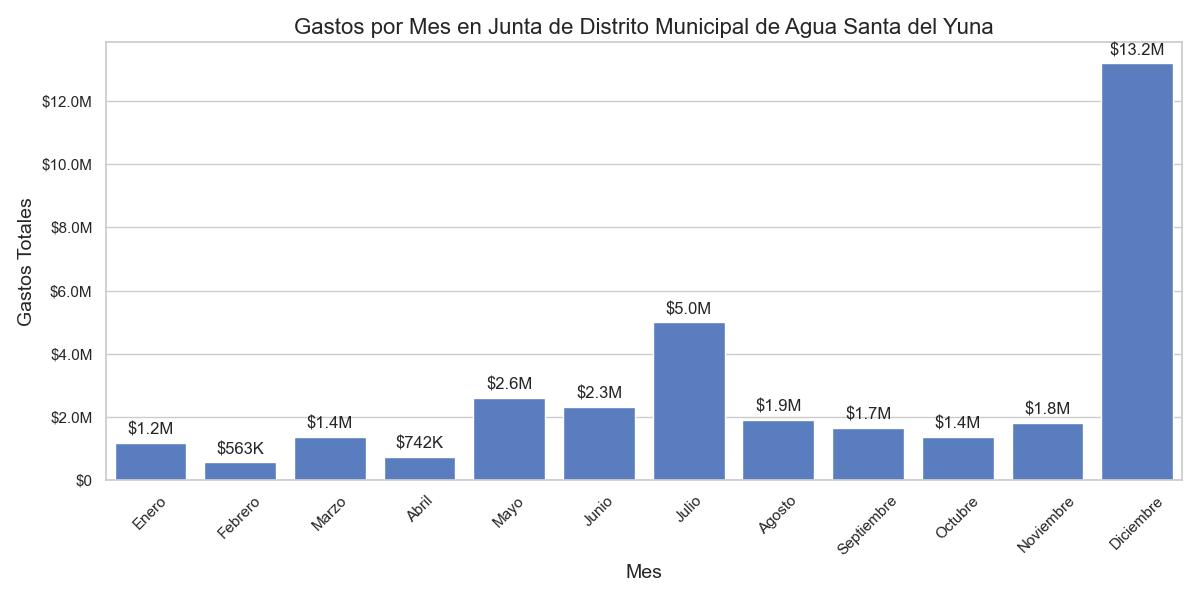 Gastos por Mes en Junta de Distrito Municipal de Agua Santa del Yuna
Gastos Totales
$12.0M
$10.0M
$8.0M
$6.0M
$4.0M
$2.0M
$0
$1.2M
$563K
$1.4M
$742K
$2.6M
$2.3M
$5.0M
$1.9M
$1.7M
$1.4M
$1.8M
$13.2M
Enero
Febrero
Marzo
Abril
Mayo
Junio
Julio
Agosto
Septiembre
Octubre
Noviembre
Diciembre
Mes